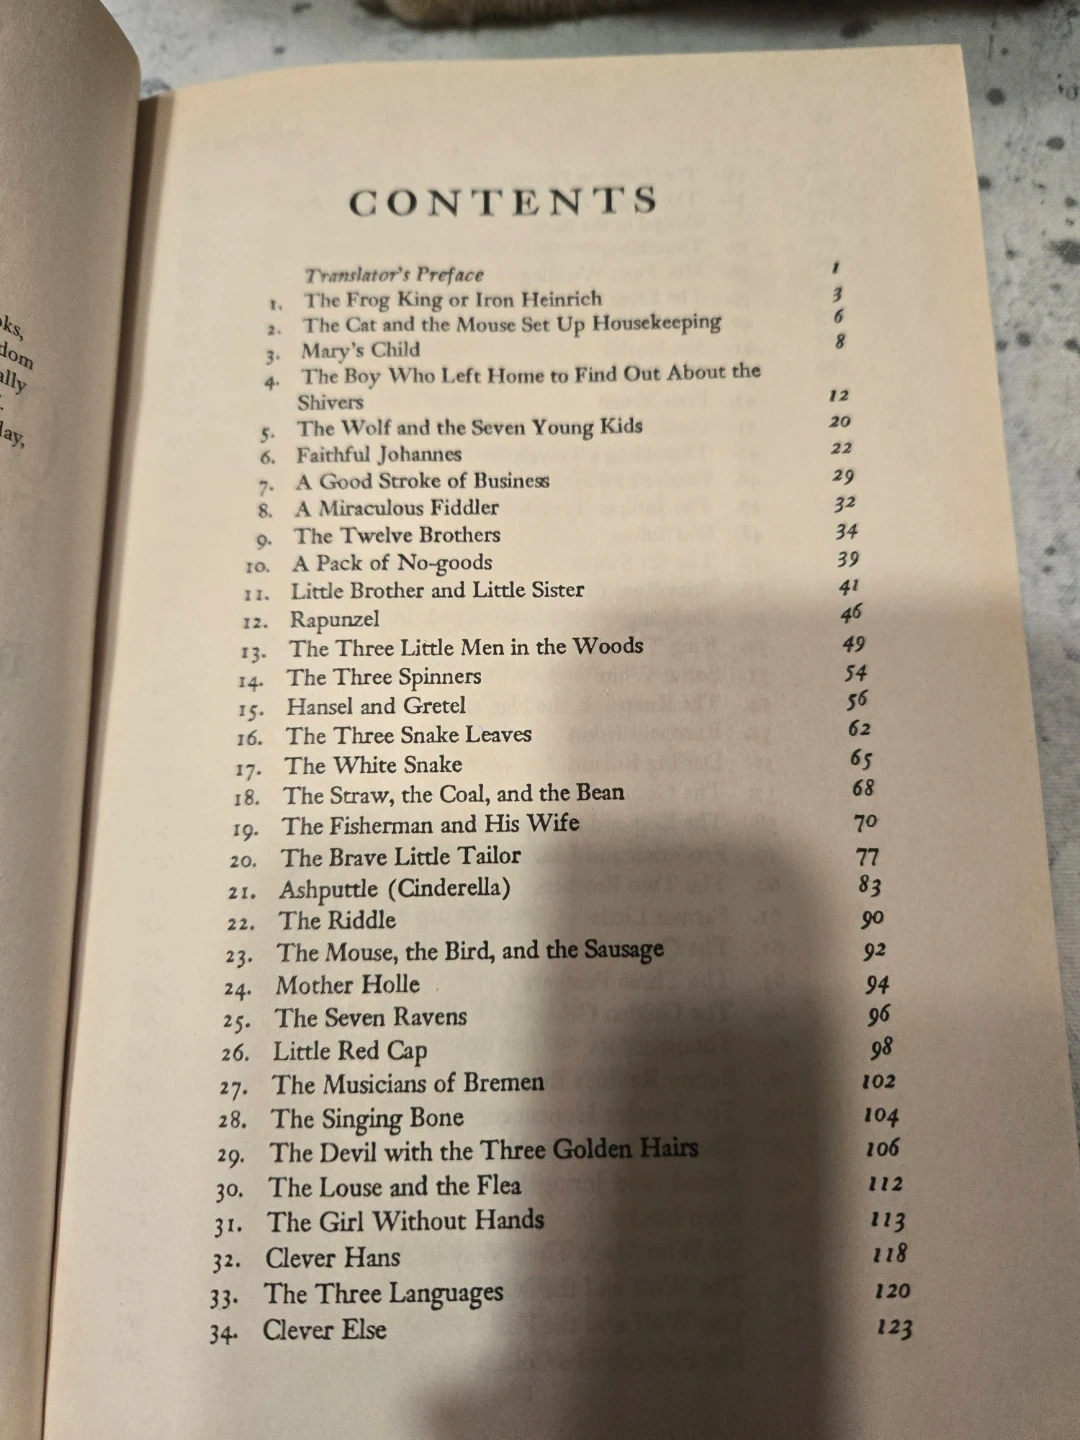 oks,
dom
ally
lay,
CONTENTS
Translator's Preface 1
1. The Frog King or Iron Heinrich 3
2. The Cat and the Mouse Set Up Housekeeping 6
3. Mary's Child 8
4. The Boy Who Left Home to Find Out About the
Shivers 12
5. The Wolf and the Seven Young Kids 20
6. Faithful Johannes 22
7. A Good Stroke of Business 29
8. A Miraculous Fiddler 32
9. The Twelve Brothers 34
10. A Pack of No-goods 39
11. Little Brother and Little Sister 41
12. Rapunzel 46
13. The Three Little Men in the Woods 49
14. The Three Spinners 54
15. Hansel and Gretel 56
16. The Three Snake Leaves 62
17. The White Snake 65
18. The Straw, the Coal, and the Bean 68
19. The Fisherman and His Wife 70
20. The Brave Little Tailor 77
21. Ashputtle (Cinderella) 83
22. The Riddle 90
23. The Mouse, the Bird, and the Sausage 92
24. Mother Holle 94
25. The Seven Ravens 96
26. Little Red Cap 98
27. The Musicians of Bremen 102
28. The Singing Bone 104
29. The Devil with the Three Golden Hairs 106
30. The Louse and the Flea 112
31. The Girl Without Hands 113
32. Clever Hans 118
33. The Three Languages 120
34. Clever Else 123